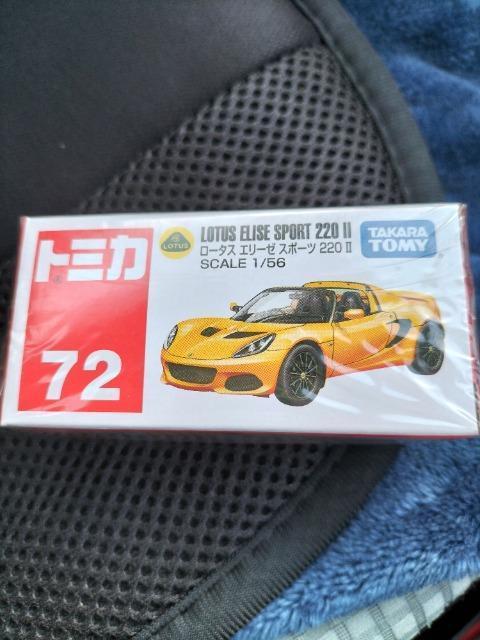 トミカ
72
LOTUS
LOTUS ELISE SPORT 220 II
ロータス エリーゼ スポーツ 220 II
SCALE 1/56
TAKARA
TOMY